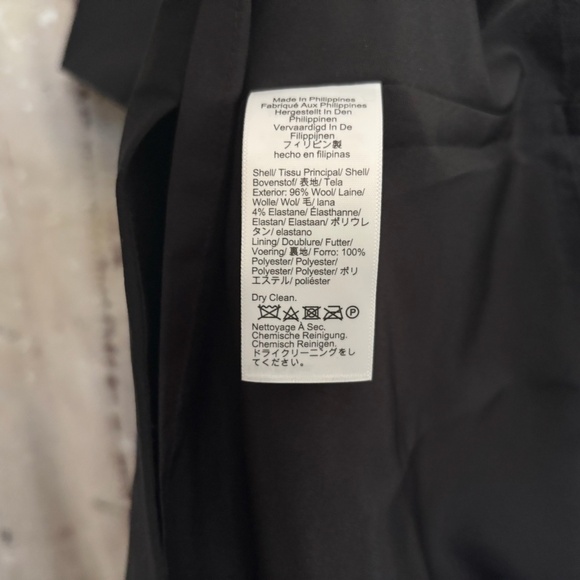 Made In Philippines
Fabriqué Aux Philippines
Hergestellt In Den
Philippinen
Vervaardigd In De
Filippijnen
フィリピン製
hecho en filipinas
Shell/ Tissu Principal/ Shell/
Bovenstof/ 表地/ Tela
Exterior: 96% Wool/ Laine/
Wolle/ Wol/ 毛/ lana
4% Elastane/ Élasthanne/
Elastan/ Elastaan/ ポリウレ
タン/ elastano
Lining/ Doublure/ Futter/
Voering/ 裏地/ Forro: 100%
Polyester/ Polyester/
Polyester/ Polyester/ ポリ
エステル/ poliéster
Dry Clean.
P
Nettoyage À Sec.
Chemische Reinigung.
Chemisch Reinigen.
ドライクリーニングをし
てください。